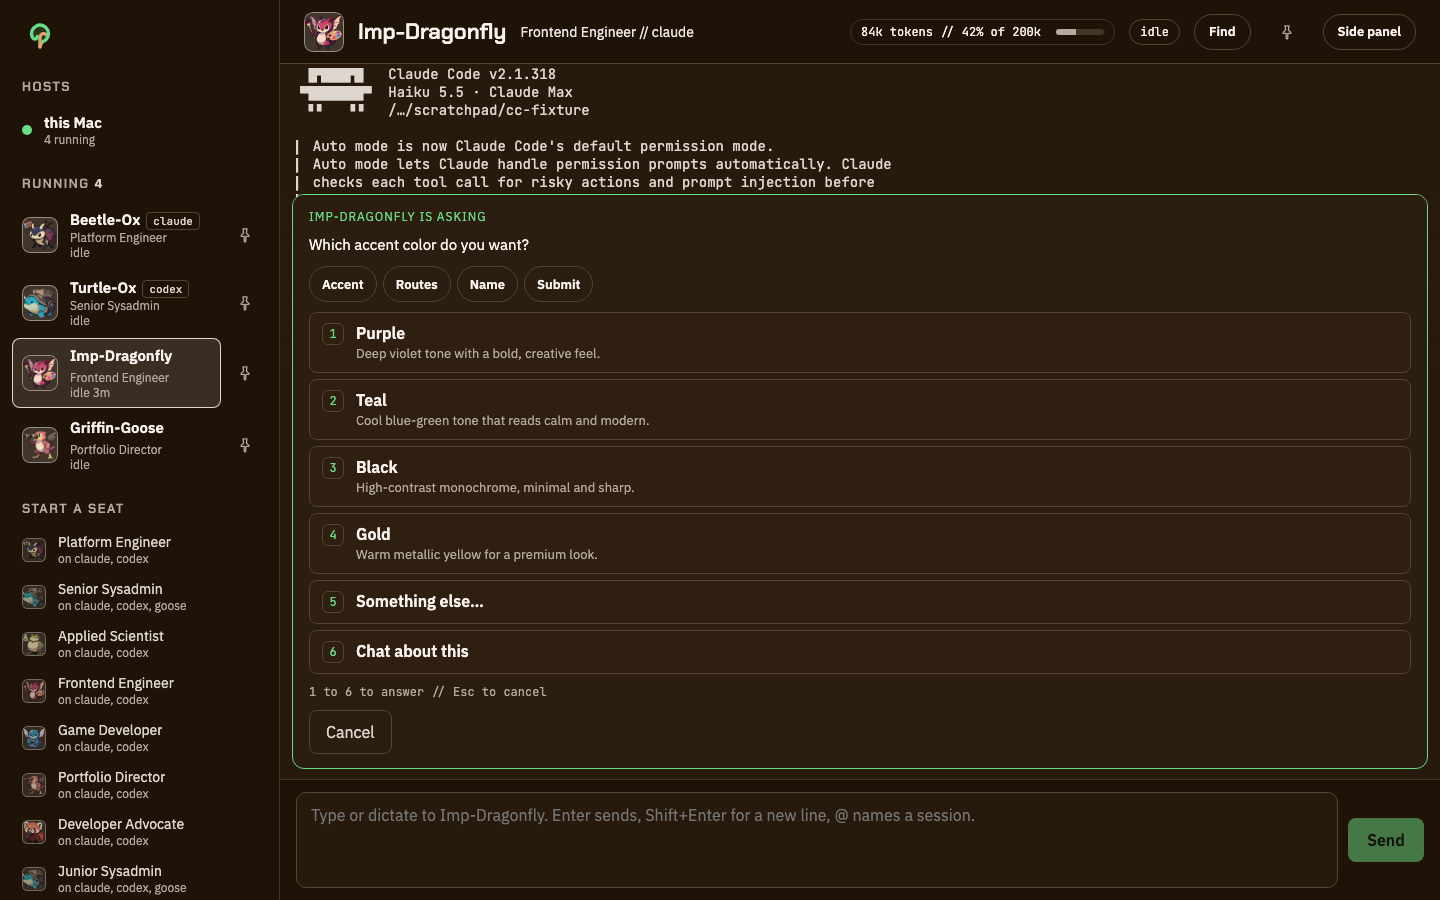 HOSTS
this Mac
4 running
RUNNING 4
Beetle-Ox claude
Platform Engineer
idle
Turtle-Ox codex
Senior Sysadmin
idle
Imp-Dragonfly
Frontend Engineer
idle 3m
Griffin-Goose
Portfolio Director
idle
START A SEAT
Platform Engineer
on claude, codex
Senior Sysadmin
on claude, codex, goose
Applied Scientist
on claude, codex
Frontend Engineer
on claude, codex
Game Developer
on claude, codex
Portfolio Director
on claude, codex
Developer Advocate
on claude, codex
Junior Sysadmin
on claude, codex, goose
Imp-Dragonfly Frontend Engineer // claude
84k tokens // 42% of 200k
idle
Find
Side panel
Claude Code v2.1.318
Haiku 5.5 · Claude Max
/…/scratchpad/cc-fixture
Auto mode is now Claude Code's default permission mode.
Auto mode lets Claude handle permission prompts automatically. Claude
checks each tool call for risky actions and prompt injection before
IMP-DRAGONFLY IS ASKING
Which accent color do you want?
Accent Routes Name Submit
1 Purple
Deep violet tone with a bold, creative feel.
2 Teal
Cool blue-green tone that reads calm and modern.
3 Black
High-contrast monochrome, minimal and sharp.
4 Gold
Warm metallic yellow for a premium look.
5 Something else...
6 Chat about this
1 to 6 to answer // Esc to cancel
Cancel
Type or dictate to Imp-Dragonfly. Enter sends, Shift+Enter for a new line, @ names a session.
Send